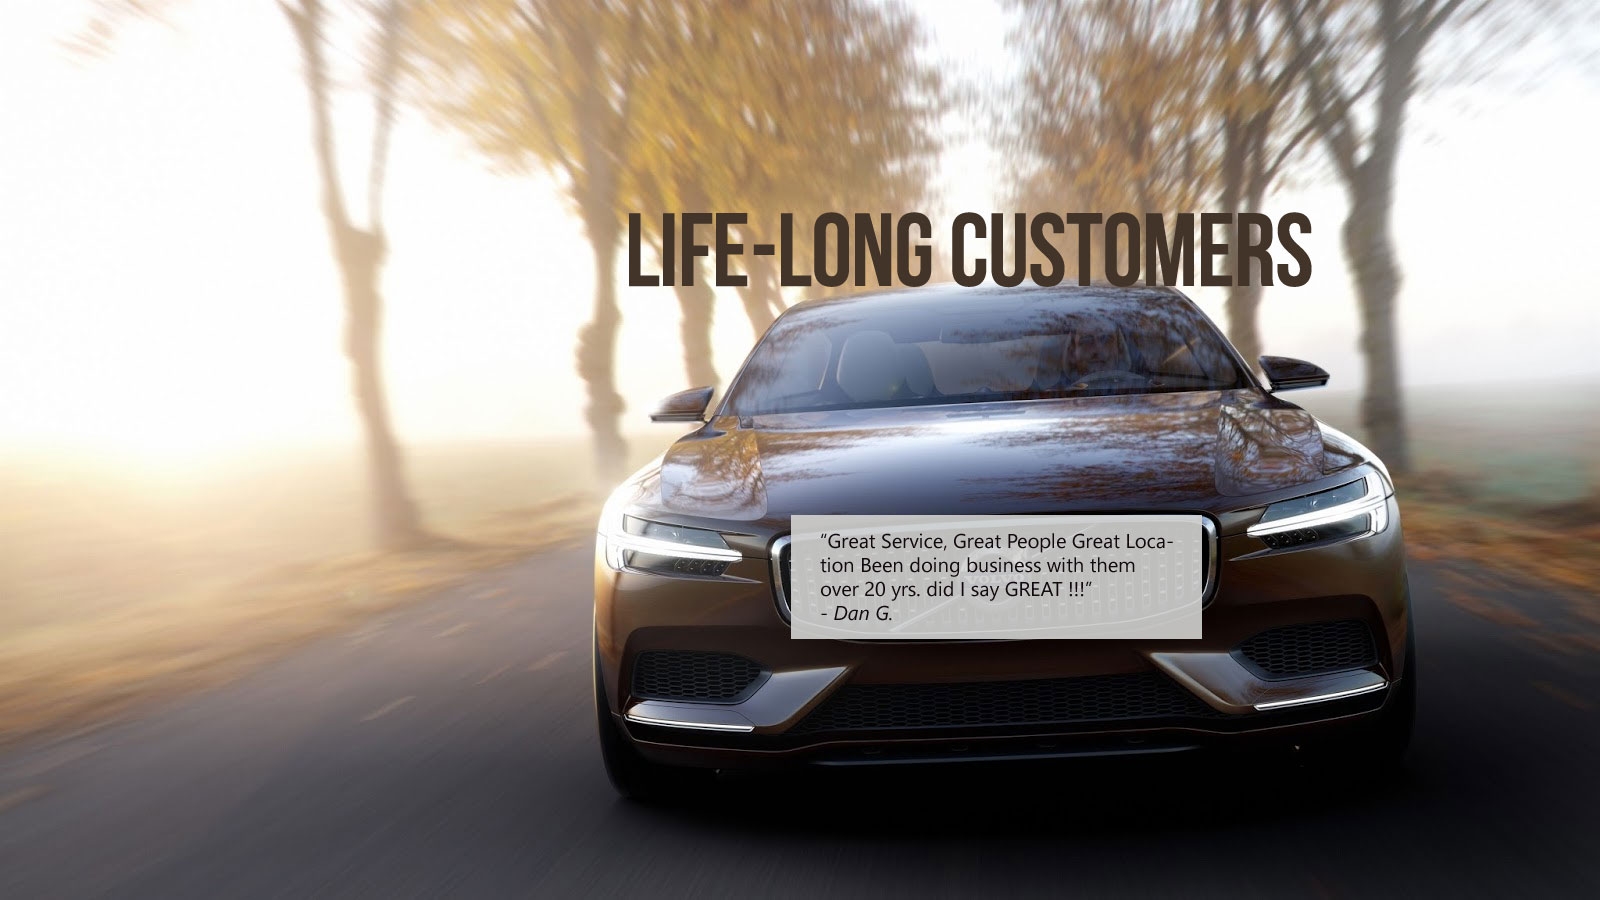 LIFE-LONG CUSTOMERS
“Great Service, Great People Great Loca-
tion Been doing business with them
over 20 yrs. did I say GREAT !!!”
- Dan G.